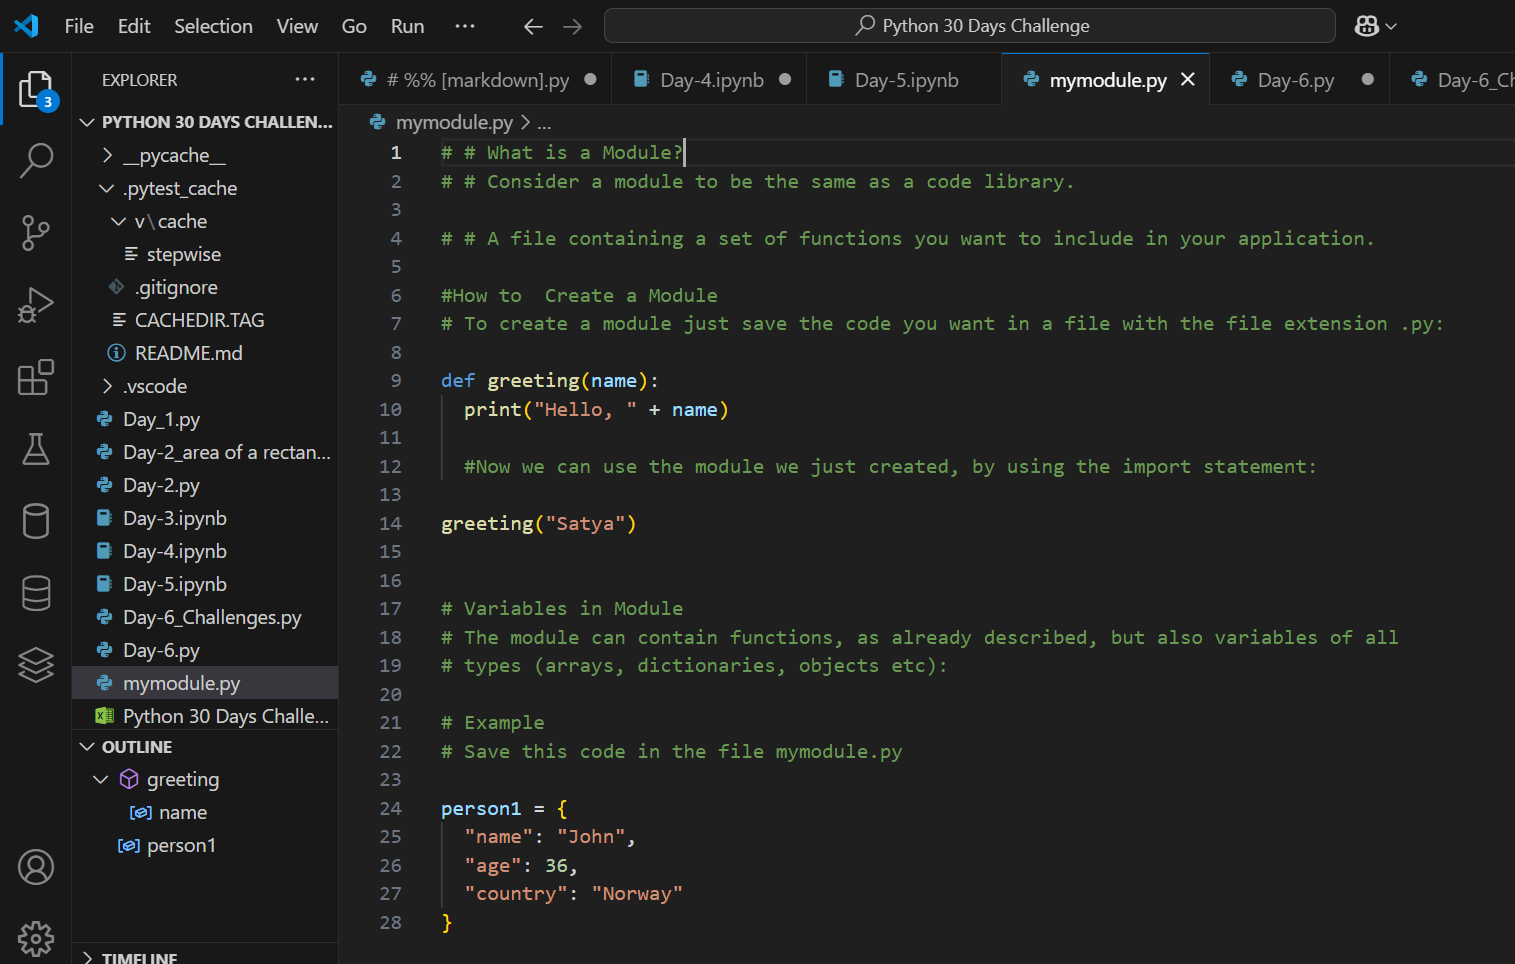 File Edit Selection View Go Run ··· Python 30 Days Challenge
EXPLORER ···
# %% [markdown].py Day-4.ipynb Day-5.ipynb mymodule.py Day-6.py Day-6_Ch
3
PYTHON 30 DAYS CHALLEN...
__pycache__
.pytest_cache
v\cache
stepwise
.gitignore
CACHEDIR.TAG
README.md
.vscode
Day_1.py
Day-2_area of a rectan...
Day-2.py
Day-3.ipynb
Day-4.ipynb
Day-5.ipynb
Day-6_Challenges.py
Day-6.py
mymodule.py
Python 30 Days Challe...
OUTLINE
greeting
name
person1
TIMELINE
mymodule.py > ...
1 # # What is a Module?
2 # # Consider a module to be the same as a code library.
3
4 # # A file containing a set of functions you want to include in your application.
5
6 #How to  Create a Module
7 # To create a module just save the code you want in a file with the file extension .py:
8
9 def greeting(name):
10   print("Hello, " + name)
11
12   #Now we can use the module we just created, by using the import statement:
13
14 greeting("Satya")
15
16
17 # Variables in Module
18 # The module can contain functions, as already described, but also variables of all
19 # types (arrays, dictionaries, objects etc):
20
21 # Example
22 # Save this code in the file mymodule.py
23
24 person1 = {
25   "name": "John",
26   "age": 36,
27   "country": "Norway"
28 }